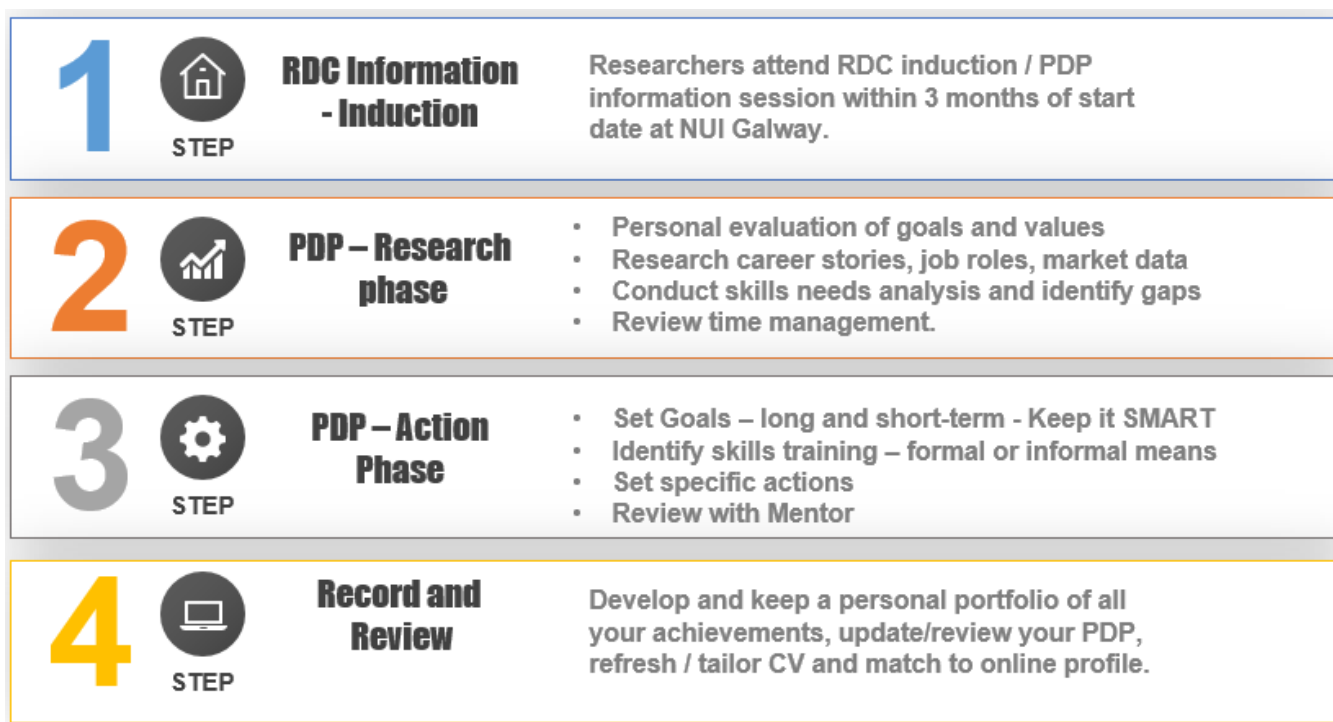 1
STEP
RDC Information
- Induction
Researchers attend RDC induction / PDP
information session within 3 months of start
date at NUI Galway.
2
STEP
PDP – Research
phase
• Personal evaluation of goals and values
• Research career stories, job roles, market data
• Conduct skills needs analysis and identify gaps
• Review time management.
3
STEP
PDP – Action
Phase
• Set Goals – long and short-term - Keep it SMART
• Identify skills training – formal or informal means
• Set specific actions
• Review with Mentor
4
STEP
Record and
Review
Develop and keep a personal portfolio of all
your achievements, update/review your PDP,
refresh / tailor CV and match to online profile.